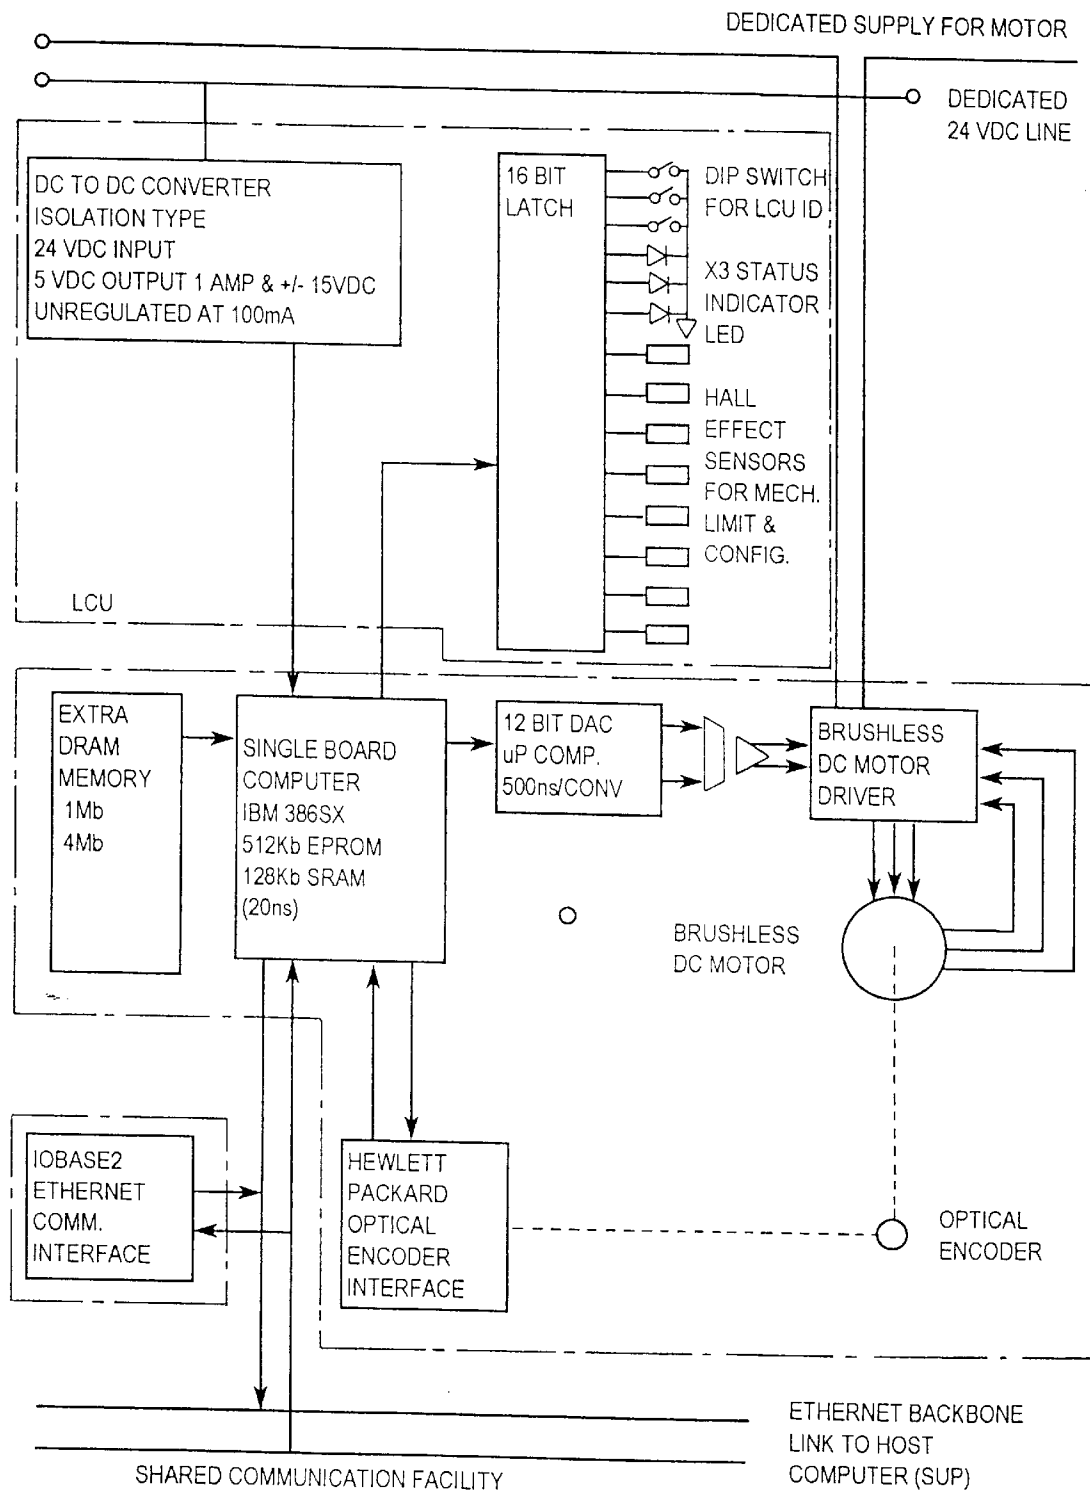 DEDICATED SUPPLY FOR MOTOR
DEDICATED
24 VDC LINE
DC TO DC CONVERTER
ISOLATION TYPE
24 VDC INPUT
5 VDC OUTPUT 1 AMP & +/- 15VDC
UNREGULATED AT 100mA
16 BIT
LATCH
DIP SWITCH
FOR LCU ID
X3 STATUS
INDICATOR
LED
HALL
EFFECT
SENSORS
FOR MECH.
LIMIT &
CONFIG.
LCU
EXTRA
DRAM
MEMORY
1Mb
4Mb
SINGLE BOARD
COMPUTER
IBM 386SX
512Kb EPROM
128Kb SRAM
(20ns)
12 BIT DAC
uP COMP.
500ns/CONV
BRUSHLESS
DC MOTOR
DRIVER
BRUSHLESS
DC MOTOR
IOBASE2
ETHERNET
COMM.
INTERFACE
HEWLETT
PACKARD
OPTICAL
ENCODER
INTERFACE
OPTICAL
ENCODER
ETHERNET BACKBONE
LINK TO HOST
COMPUTER (SUP)
SHARED COMMUNICATION FACILITY